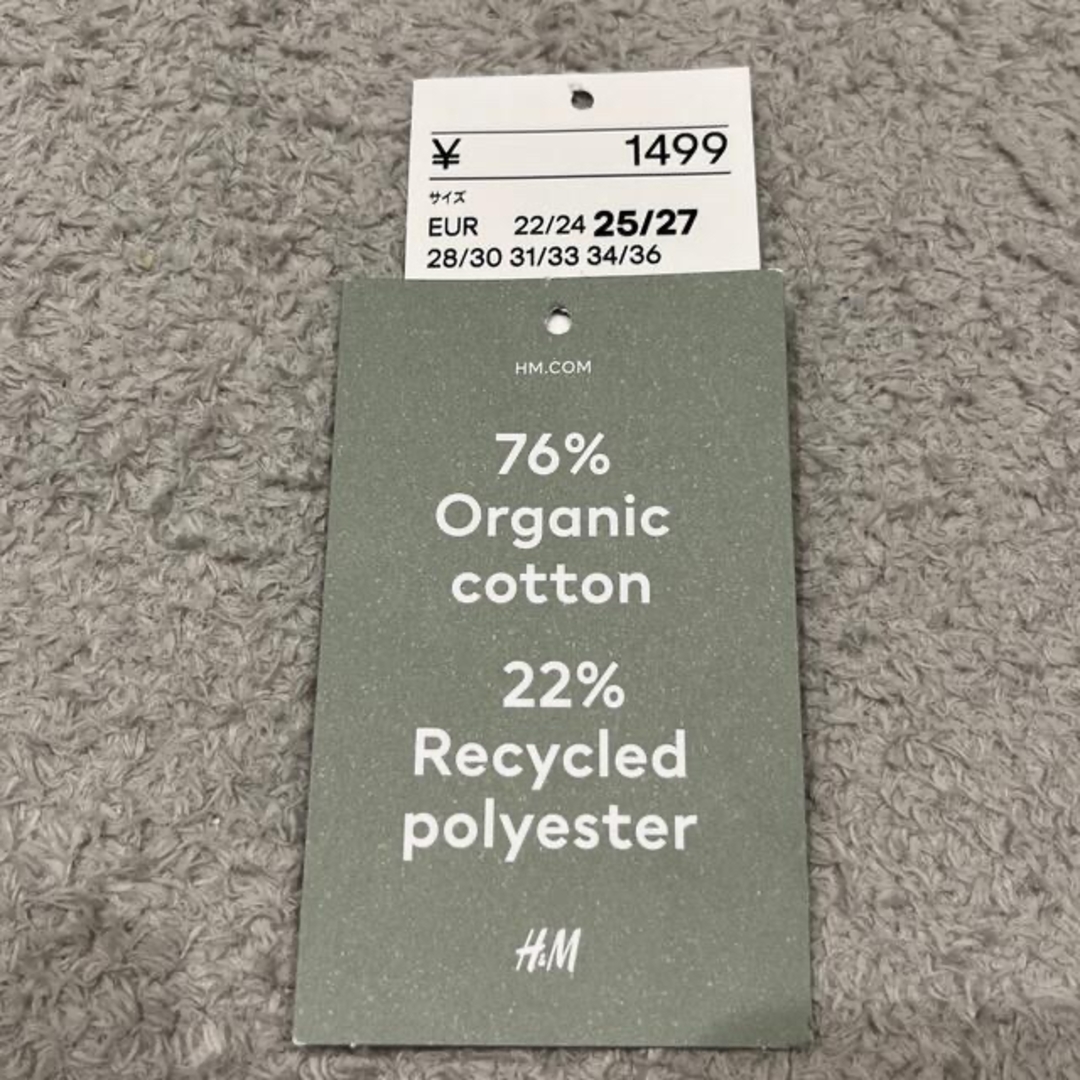 ¥ 1499
サイズ
EUR 22/24 25/27
28/30 31/33 34/36
HM.COM
76%
Organic
cotton
22%
Recycled
polyester
H&M